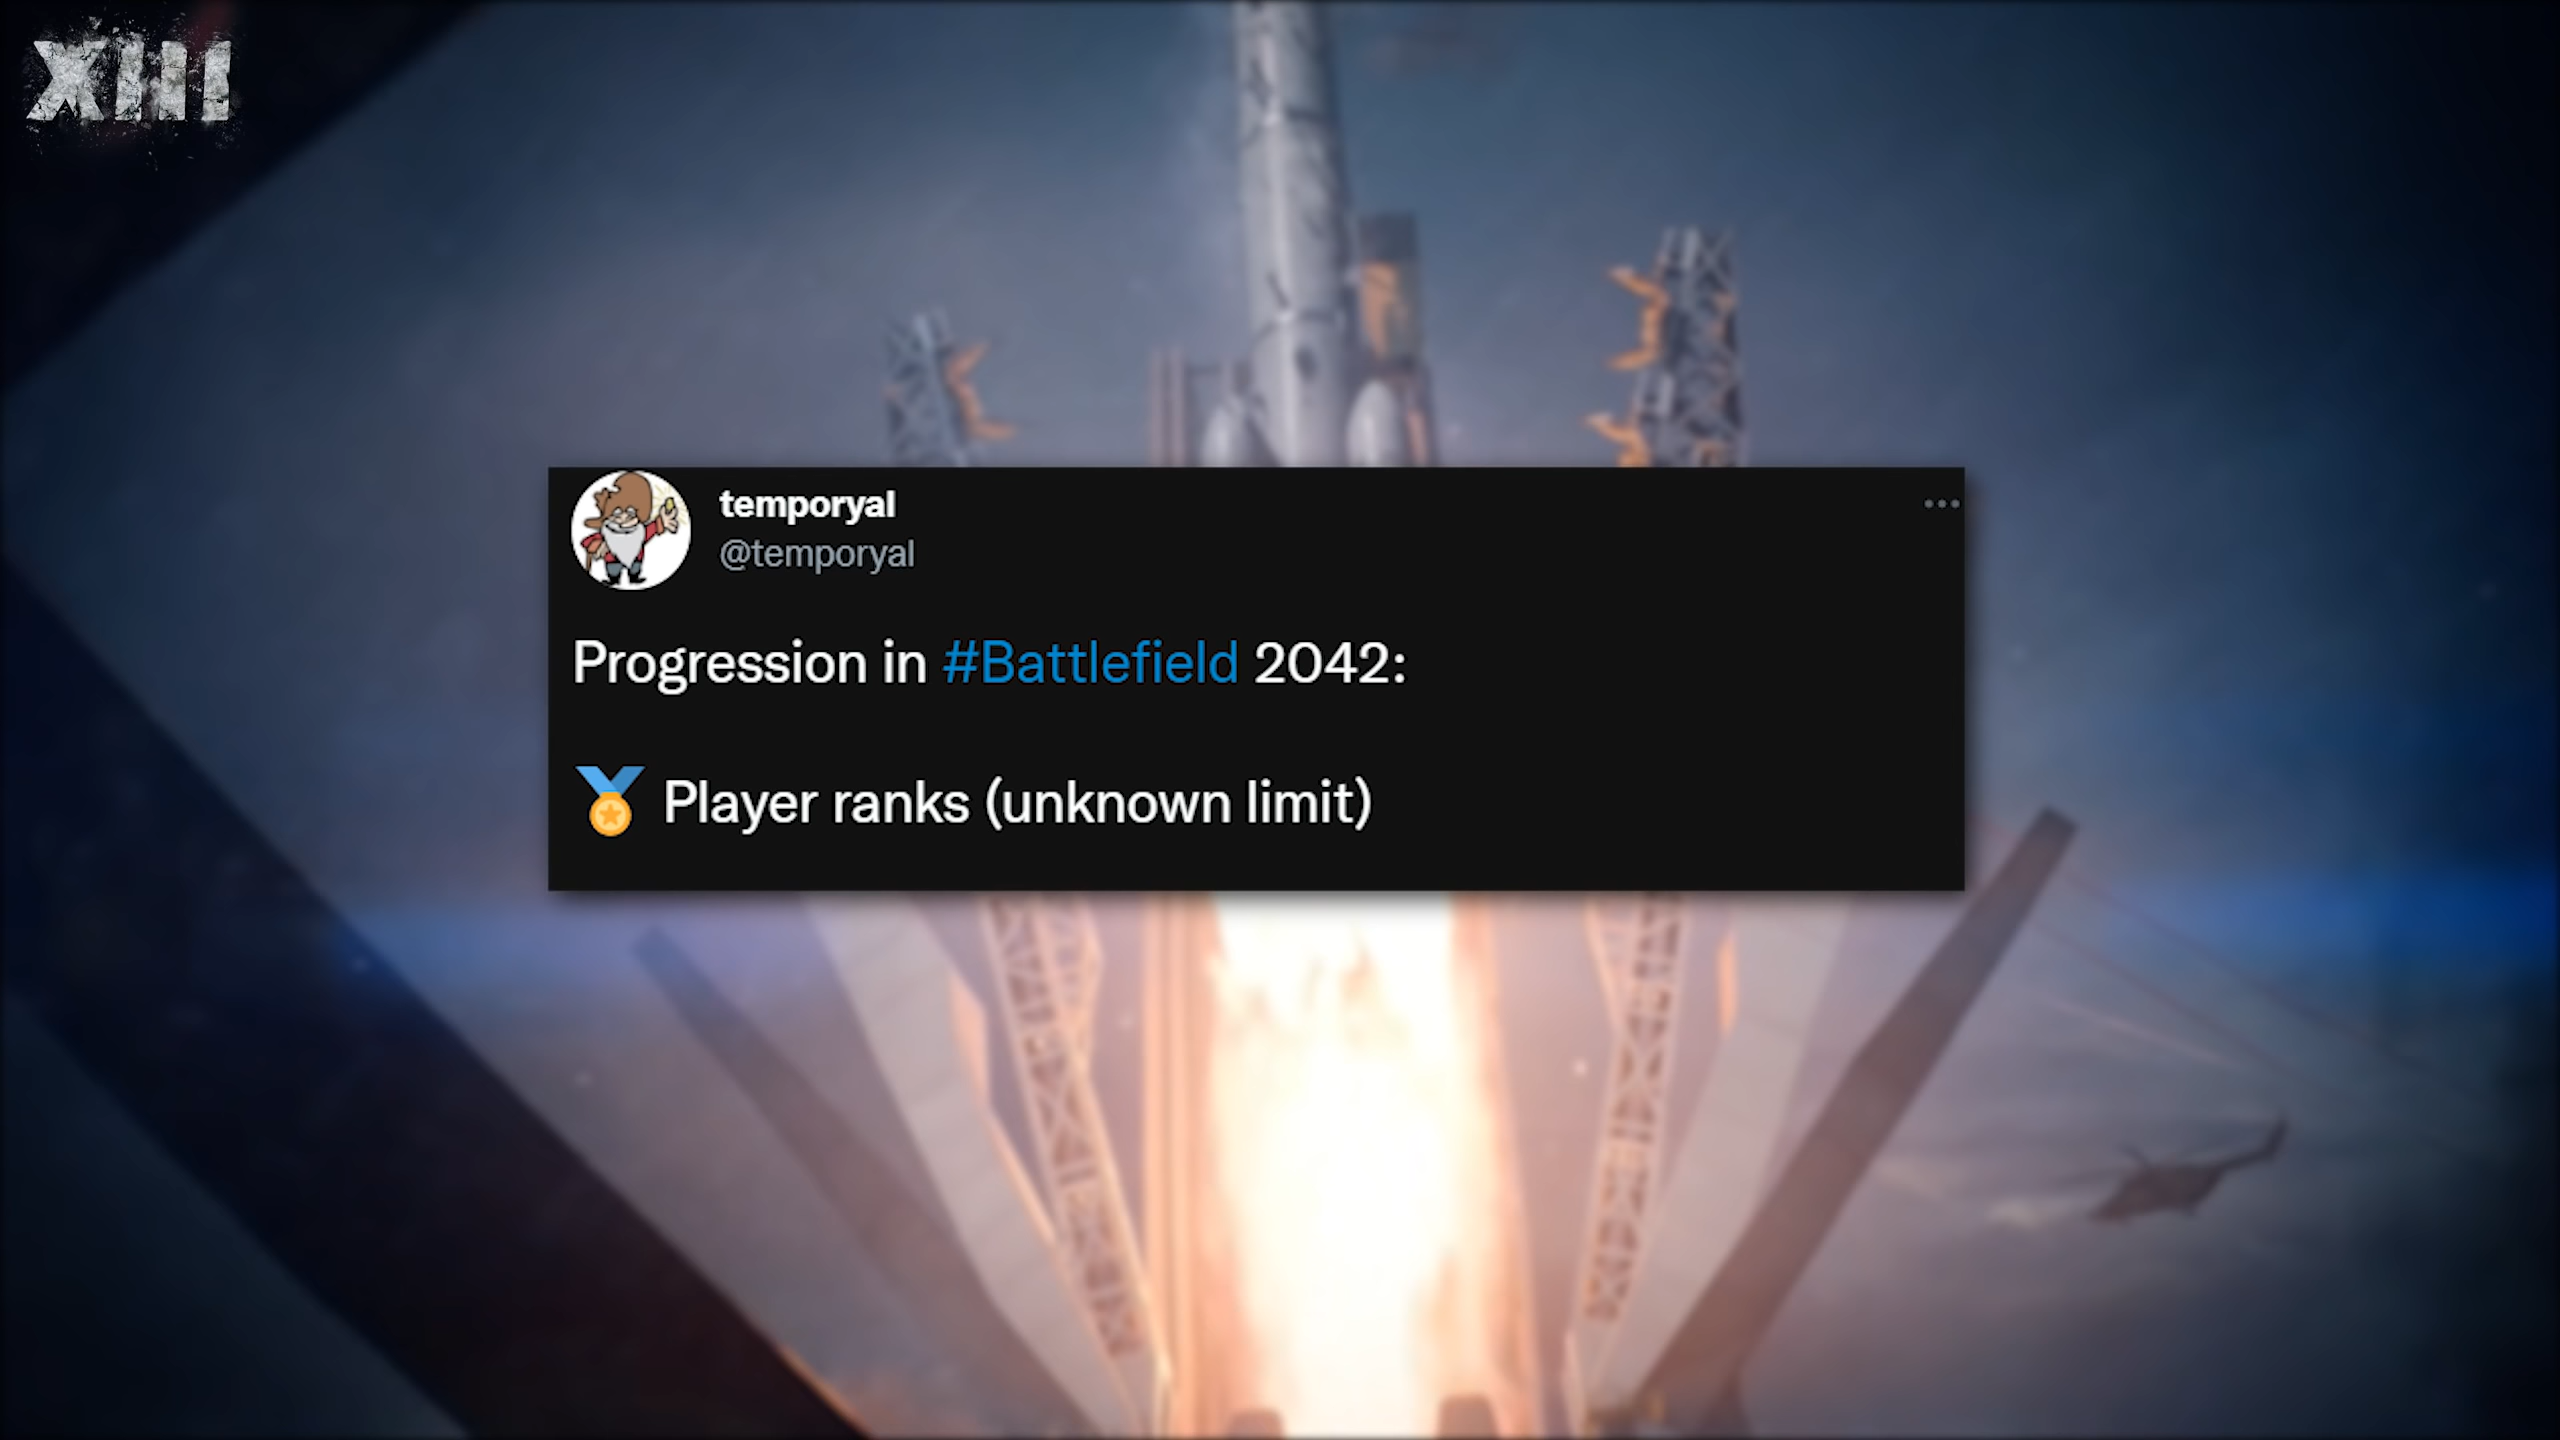 XIII
temporyal
@temporyal
Progression in #Battlefield 2042:
🏅 Player ranks (unknown limit)